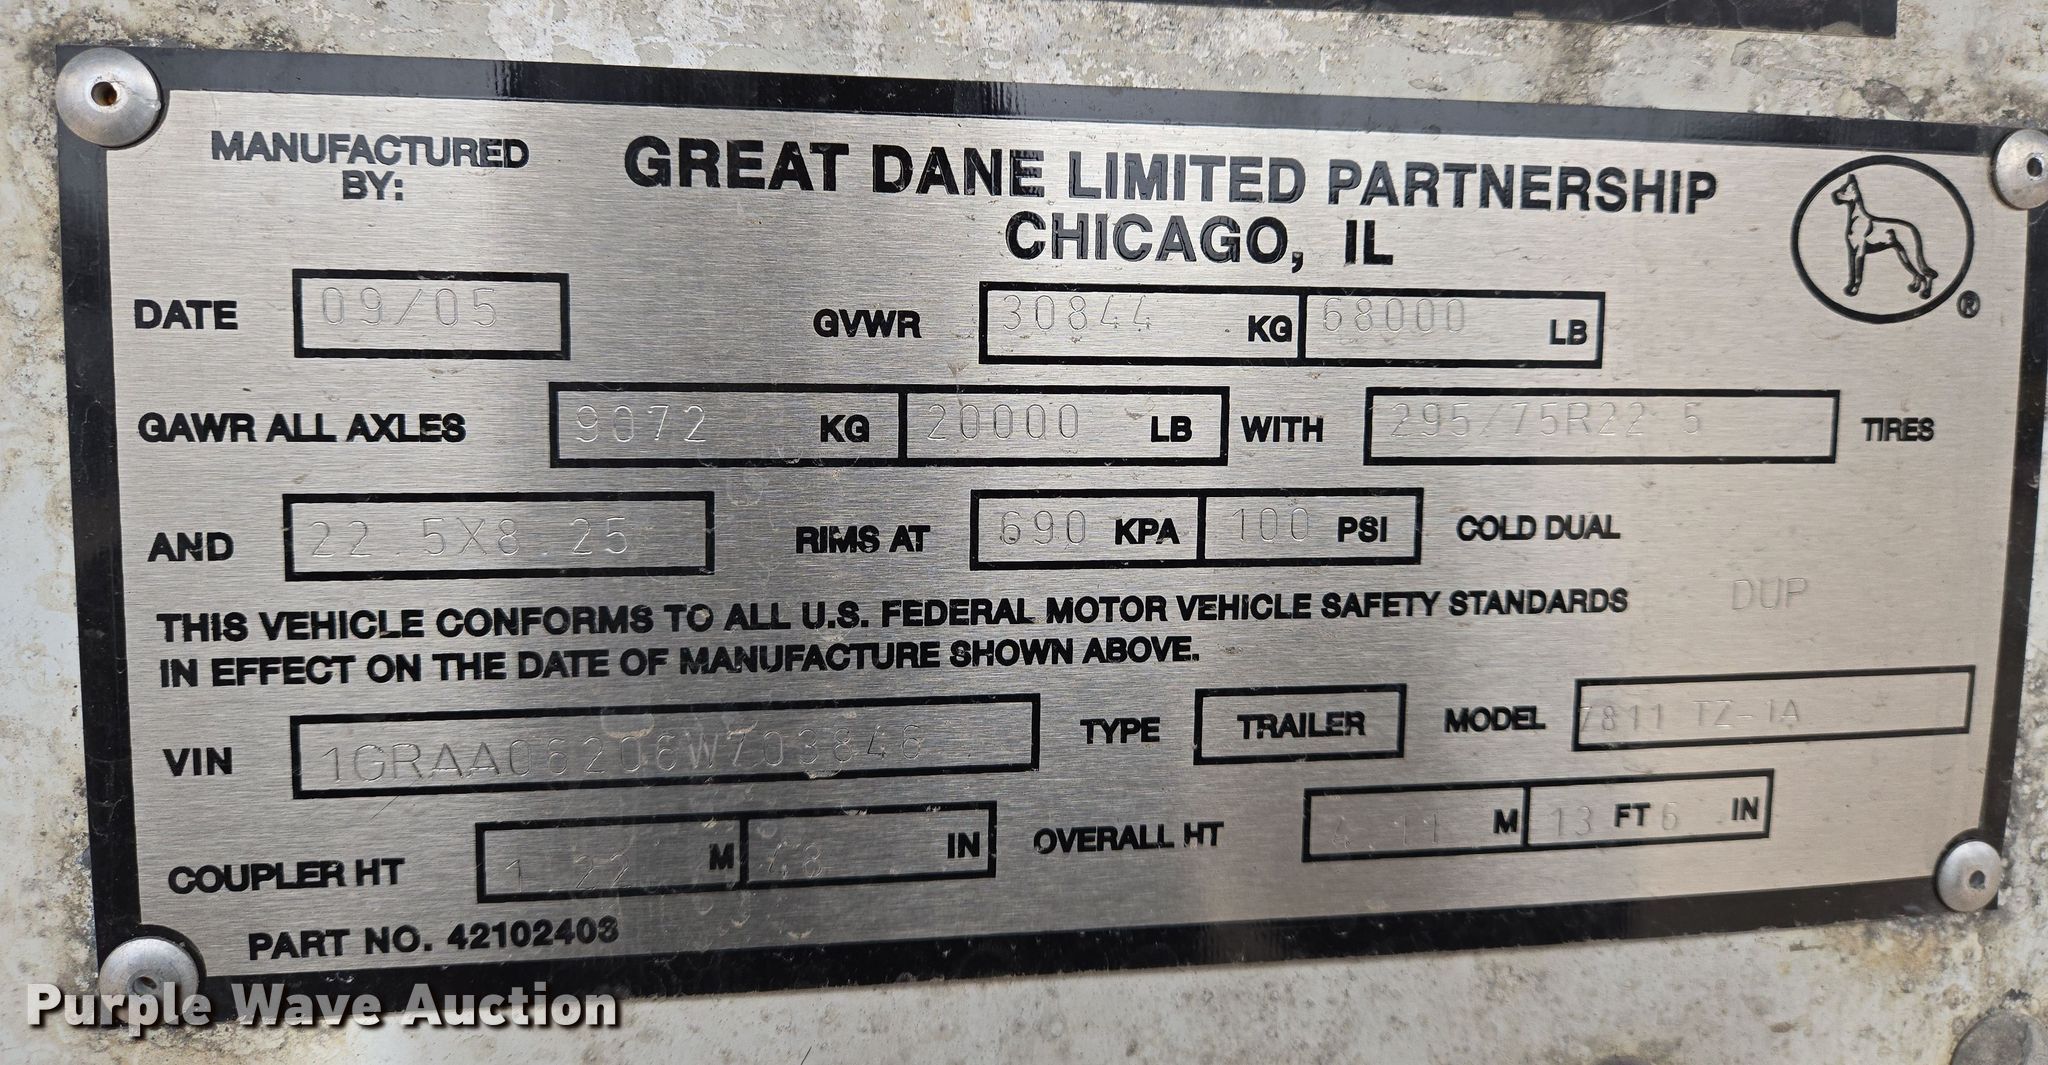 MANUFACTURED BY:
GREAT DANE LIMITED PARTNERSHIP
CHICAGO, IL
®
DATE 09/05 GVWR 30844 KG 68000 LB
GAWR ALL AXLES 9072 KG 20000 LB WITH 295/75R22 5 TIRES
AND 22.5X8.25 RIMS AT 690 KPA 100 PSI COLD DUAL
THIS VEHICLE CONFORMS TO ALL U.S. FEDERAL MOTOR VEHICLE SAFETY STANDARDS DUP
IN EFFECT ON THE DATE OF MANUFACTURE SHOWN ABOVE.
VIN 1GRAA06206W703846 TYPE TRAILER MODEL 7811 TZ-1A
COUPLER HT 1.22 M 48 IN OVERALL HT 4.11 M 13 FT 6 IN
PART NO. 42102403
Purple Wave Auction